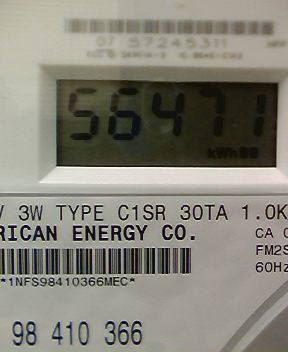 07 57245311
56471
kWh
V 3W TYPE C1SR 30TA 1.0K
RICAN ENERGY CO.
CA
FM2S
60Hz
*1NFS98410366MEC*
98 410 366